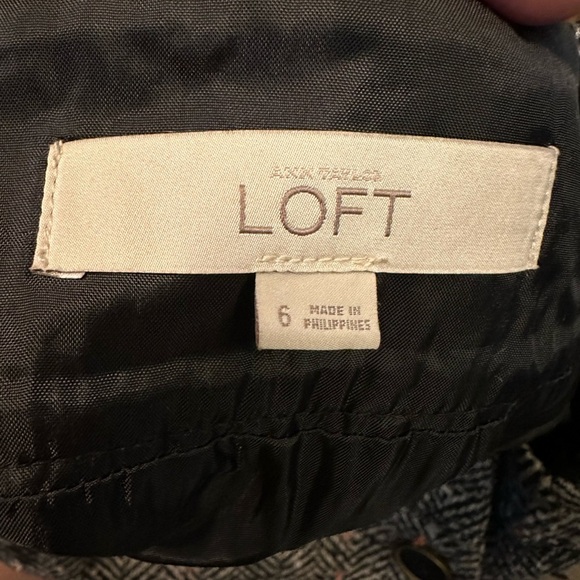 ANN TAYLOR
LOFT
6
MADE IN
PHILIPPINES